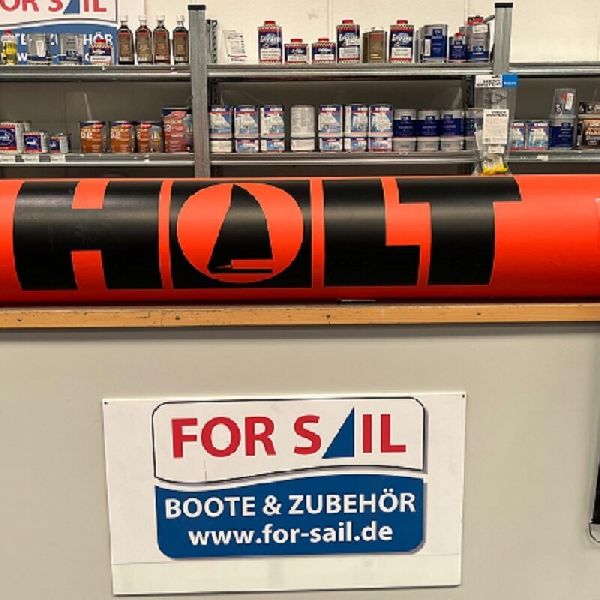 FOR SAIL
HOLT
FOR SAIL
BOOTE & ZUBEHÖR
www.for-sail.de